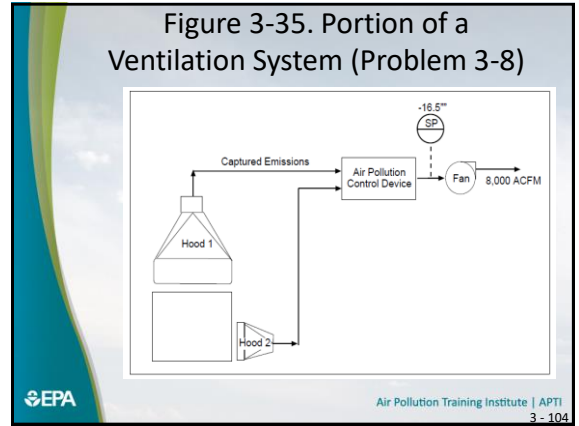 Figure 3-35. Portion of a
Ventilation System (Problem 3-8)
-16.5'"
SP
Captured Emissions
Air Pollution
Control Device
Fan
8,000 ACFM
Hood 1
Hood 2
EPA
Air Pollution Training Institute | APTI
3 - 104